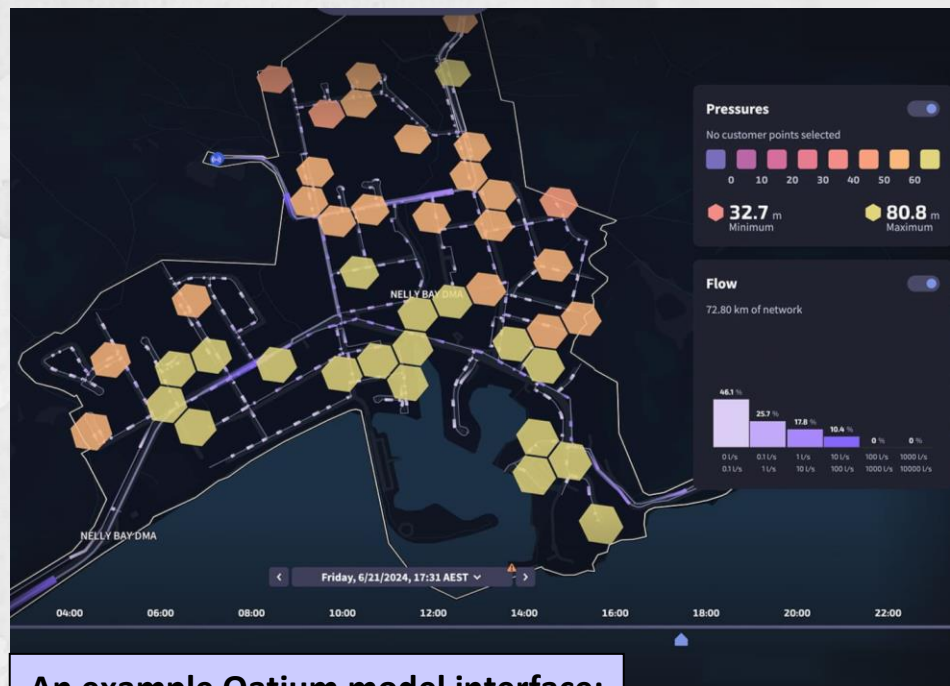 Pressures
No customer points selected
0 10 20 30 40 50 60
32.7 m
Minimum
80.8 m
Maximum
Flow
72.80 km of network
46.1 %
25.7 %
17.8 %
10.4 %
0 %
0 %
0 l/s 0.1 l/s 1 l/s 10 l/s 100 l/s 1000 l/s
0.1 l/s 1 l/s 10 l/s 100 l/s 1000 l/s 10000 l/s
NELLY BAY DMA
NELLY BAY DMA
Friday, 6/21/2024, 17:31 AEST
04:00 06:00 08:00 10:00 12:00 14:00 16:00 18:00 20:00 22:00
An example Qatium model interface: